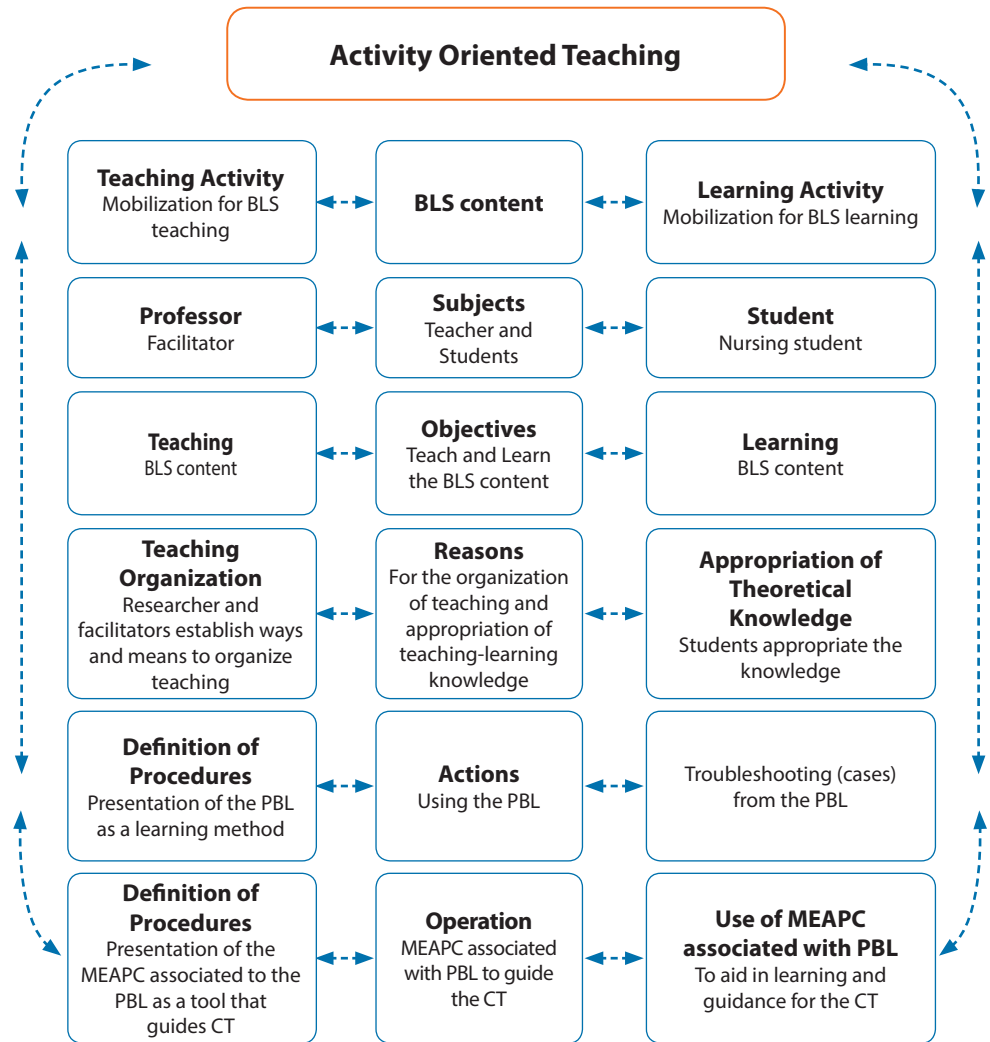 Activity Oriented Teaching
Teaching Activity
Mobilization for BLS
teaching
BLS content
Learning Activity
Mobilization for BLS learning
Professor
Facilitator
Subjects
Teacher and
Students
Student
Nursing student
Teaching
BLS content
Objectives
Teach and Learn
the BLS content
Learning
BLS content
Teaching
Organization
Researcher and
facilitators establish ways
and means to organize
teaching
Reasons
For the organization
of teaching and
appropriation of
teaching-learning
knowledge
Appropriation of
Theoretical
Knowledge
Students appropriate the
knowledge
Definition of
Procedures
Presentation of the PBL
as a learning method
Actions
Using the PBL
Troubleshooting (cases)
from the PBL
Definition of
Procedures
Presentation of the
MEAPC associated to the
PBL as a tool that
guides CT
Operation
MEAPC associated
with PBL to guide
the CT
Use of MEAPC
associated with PBL
To aid in learning and
guidance for the CT